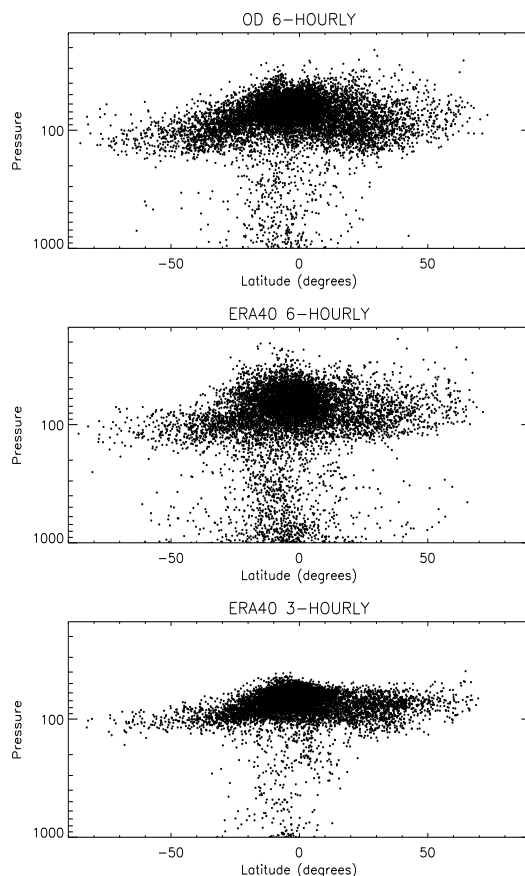 OD 6-HOURLY
Pressure
100
1000
-50 0 50
Latitude (degrees)
ERA40 6-HOURLY
Pressure
100
1000
-50 0 50
Latitude (degrees)
ERA40 3-HOURLY
Pressure
100
1000
-50 0 50
Latitude (degrees)